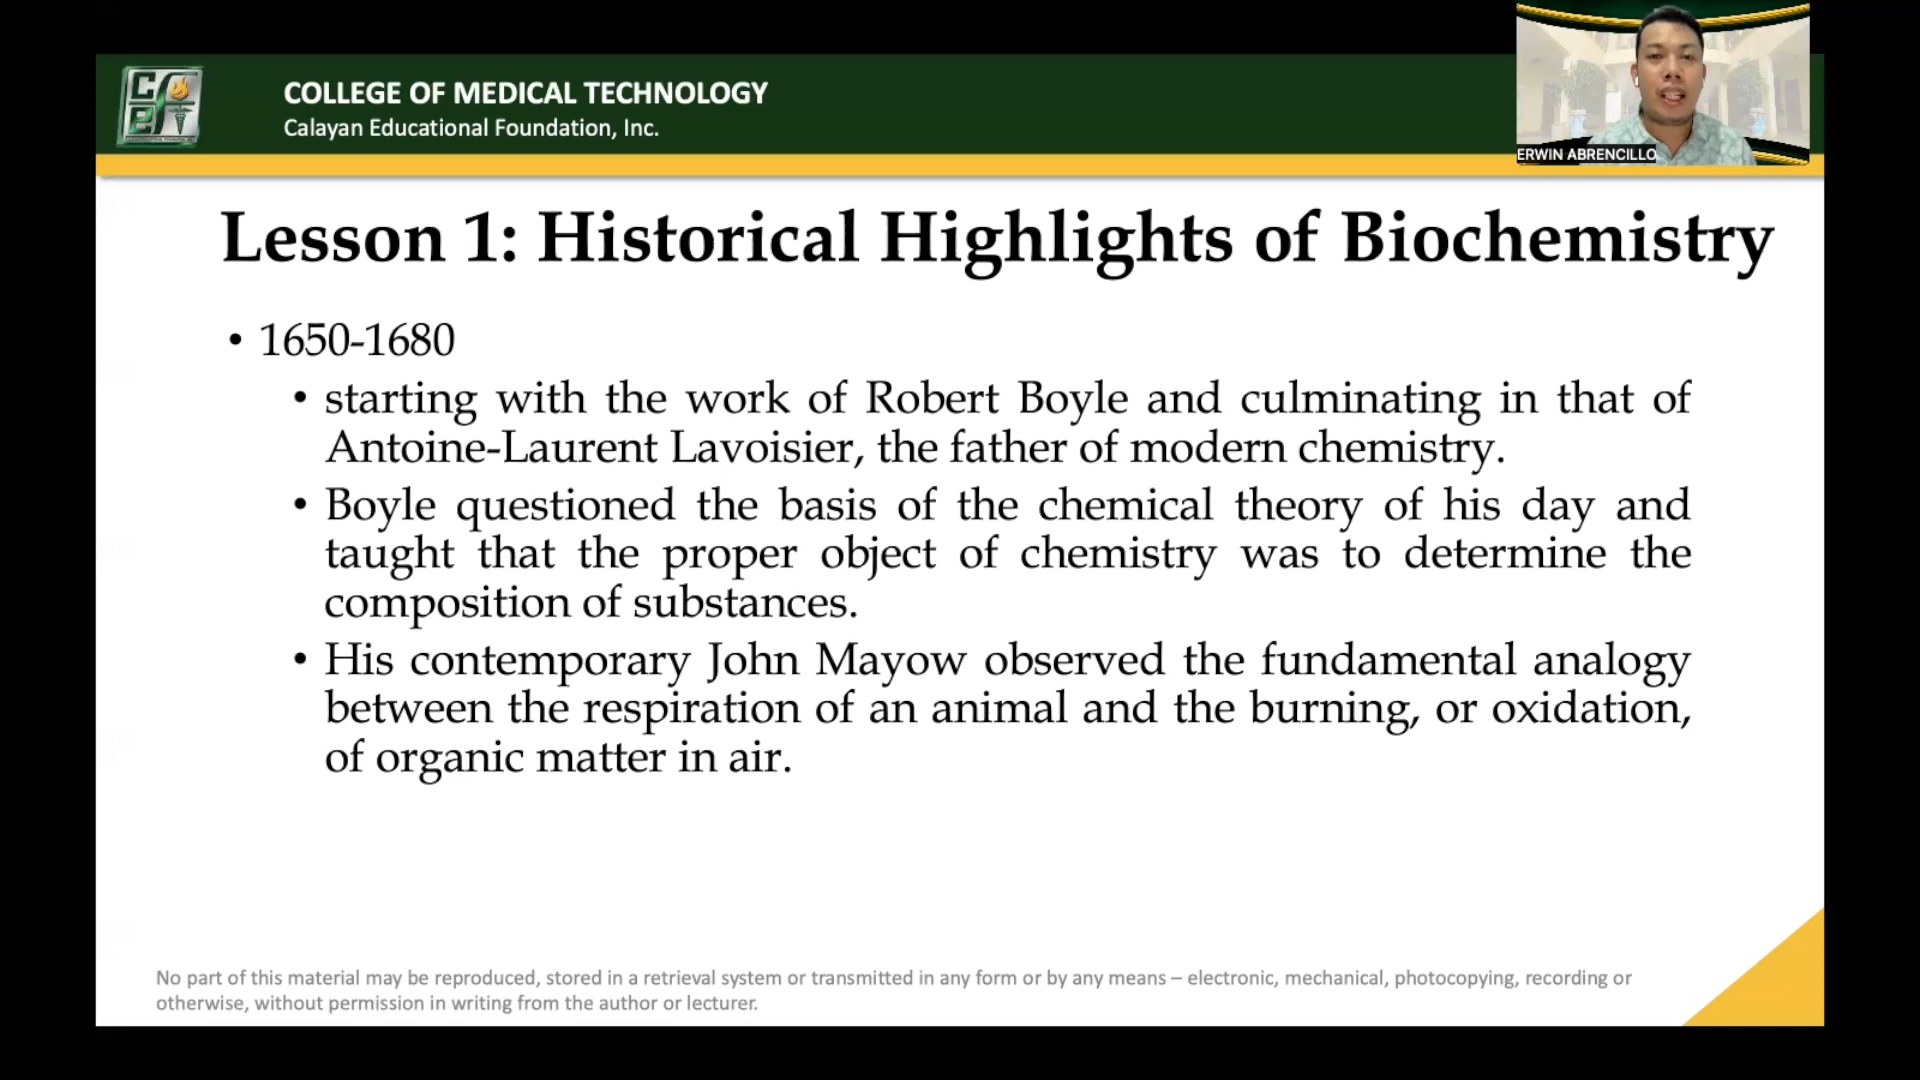 COLLEGE OF MEDICAL TECHNOLOGY
Calayan Educational Foundation, Inc.
ERWIN ABRENCILLO
Lesson 1: Historical Highlights of Biochemistry
• 1650-1680
• starting with the work of Robert Boyle and culminating in that of
Antoine-Laurent Lavoisier, the father of modern chemistry.
• Boyle questioned the basis of the chemical theory of his day and
taught that the proper object of chemistry was to determine the
composition of substances.
• His contemporary John Mayow observed the fundamental analogy
between the respiration of an animal and the burning, or oxidation,
of organic matter in air.
No part of this material may be reproduced, stored in a retrieval system or transmitted in any form or by any means – electronic, mechanical, photocopying, recording or
otherwise, without permission in writing from the author or lecturer.